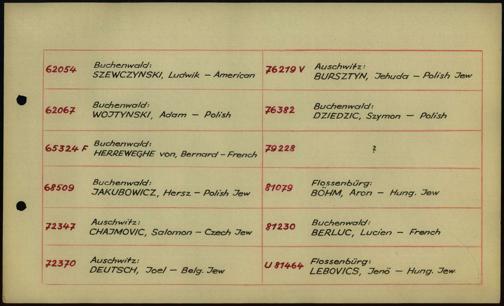 62054 Buchenwald:
SZEWCZYNSKI, Ludwik – American
62067 Buchenwald:
WOJTYNSKI, Adam – Polish
65324 F Buchenwald:
HERREWEGHE von, Bernard – French
68509 Buchenwald:
JAKUBOWICZ, Hersz – Polish Jew
72347 Auschwitz:
CHAJMOVIC, Salomon – Czech Jew
72370 Auschwitz:
DEUTSCH, Joel – Belg. Jew
76219 V Auschwitz:
BURSZTYN, Jehuda – Polish Jew
76382 Buchenwald:
DZIEDZIC, Szymon – Polish
79228 ?
81079 Flossenbürg:
BÖHM, Aron – Hung. Jew
81230 Buchenwald:
BERLUC, Lucien – French
U 81464 Flossenbürg:
LEBOVICS, Jenö – Hung. Jew